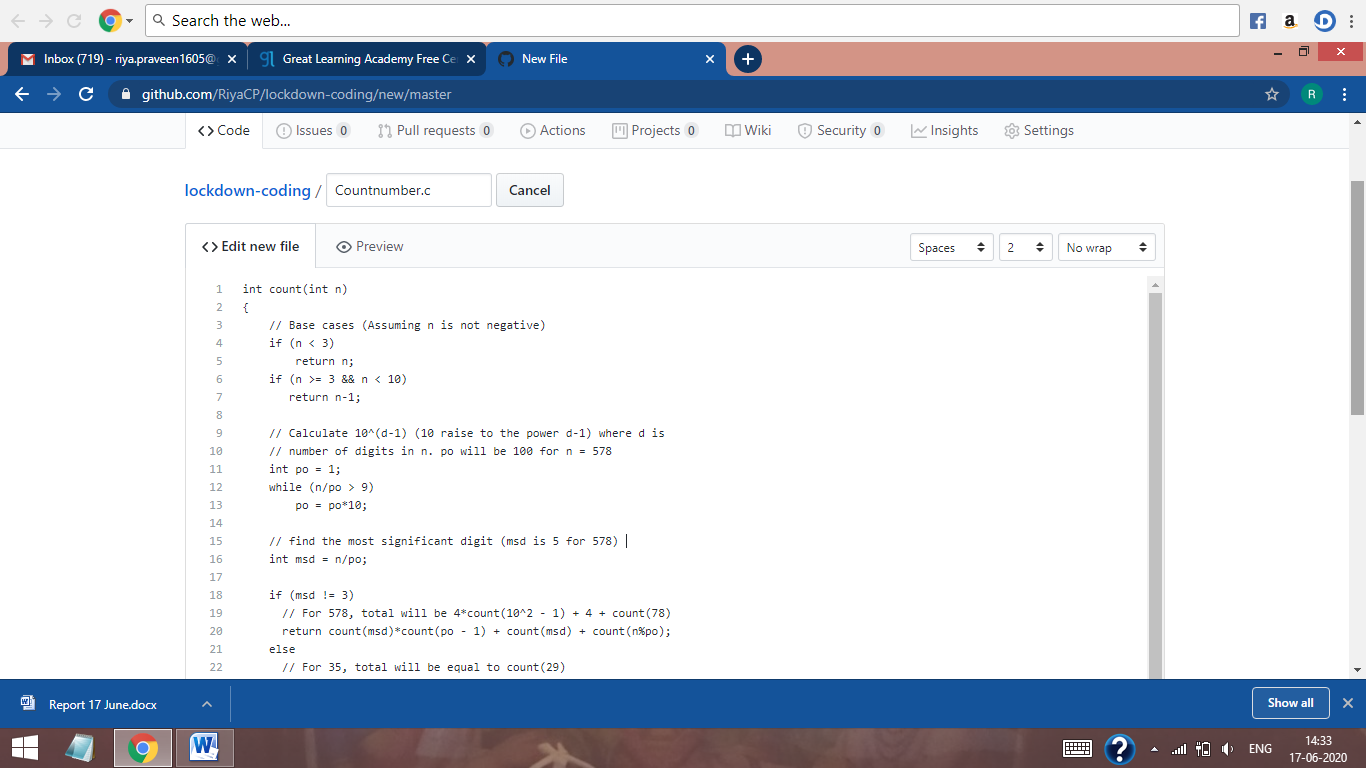 Search the web...
Inbox (719) - riya.praveen1605@
Great Learning Academy Free Ce
New File
github.com/RiyaCP/lockdown-coding/new/master
R
<> Code
Issues 0
Pull requests 0
Actions
Projects 0
Wiki
Security 0
Insights
Settings
lockdown-coding / Countnumber.c Cancel
<> Edit new file
Preview
Spaces
2
No wrap
1 int count(int n)
2 {
3 // Base cases (Assuming n is not negative)
4 if (n < 3)
5 return n;
6 if (n >= 3 && n < 10)
7 return n-1;
8
9 // Calculate 10^(d-1) (10 raise to the power d-1) where d is
10 // number of digits in n. po will be 100 for n = 578
11 int po = 1;
12 while (n/po > 9)
13 po = po*10;
14
15 // find the most significant digit (msd is 5 for 578)
16 int msd = n/po;
17
18 if (msd != 3)
19 // For 578, total will be 4*count(10^2 - 1) + 4 + count(78)
20 return count(msd)*count(po - 1) + count(msd) + count(n%po);
21 else
22 // For 35, total will be equal to count(29)
Report 17 June.docx
Show all
ENG
14:33
17-06-2020